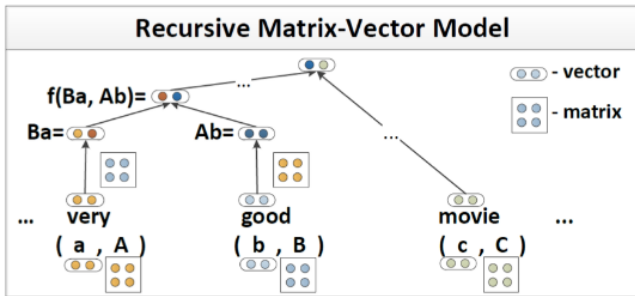 Recursive Matrix-Vector Model
...
- vector
f(Ba, Ab)=
- matrix
Ba=
Ab=
...
... very good movie ...
( a , A ) ( b , B ) ( c , C )